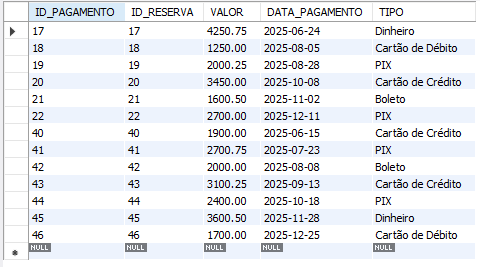 ID_PAGAMENTO ID_RESERVA VALOR DATA_PAGAMENTO TIPO
17 17 4250.75 2025-06-24 Dinheiro
18 18 1250.00 2025-08-05 Cartão de Débito
19 19 2000.25 2025-08-28 PIX
20 20 3450.00 2025-10-08 Cartão de Crédito
21 21 1600.50 2025-11-02 Boleto
22 22 2700.00 2025-12-11 PIX
40 40 1900.00 2025-06-15 Cartão de Crédito
41 41 2700.75 2025-07-23 PIX
42 42 2000.00 2025-08-08 Boleto
43 43 3100.25 2025-09-13 Cartão de Crédito
44 44 2400.00 2025-10-18 PIX
45 45 3600.50 2025-11-28 Dinheiro
46 46 1700.00 2025-12-25 Cartão de Débito
NULL NULL NULL NULL NULL